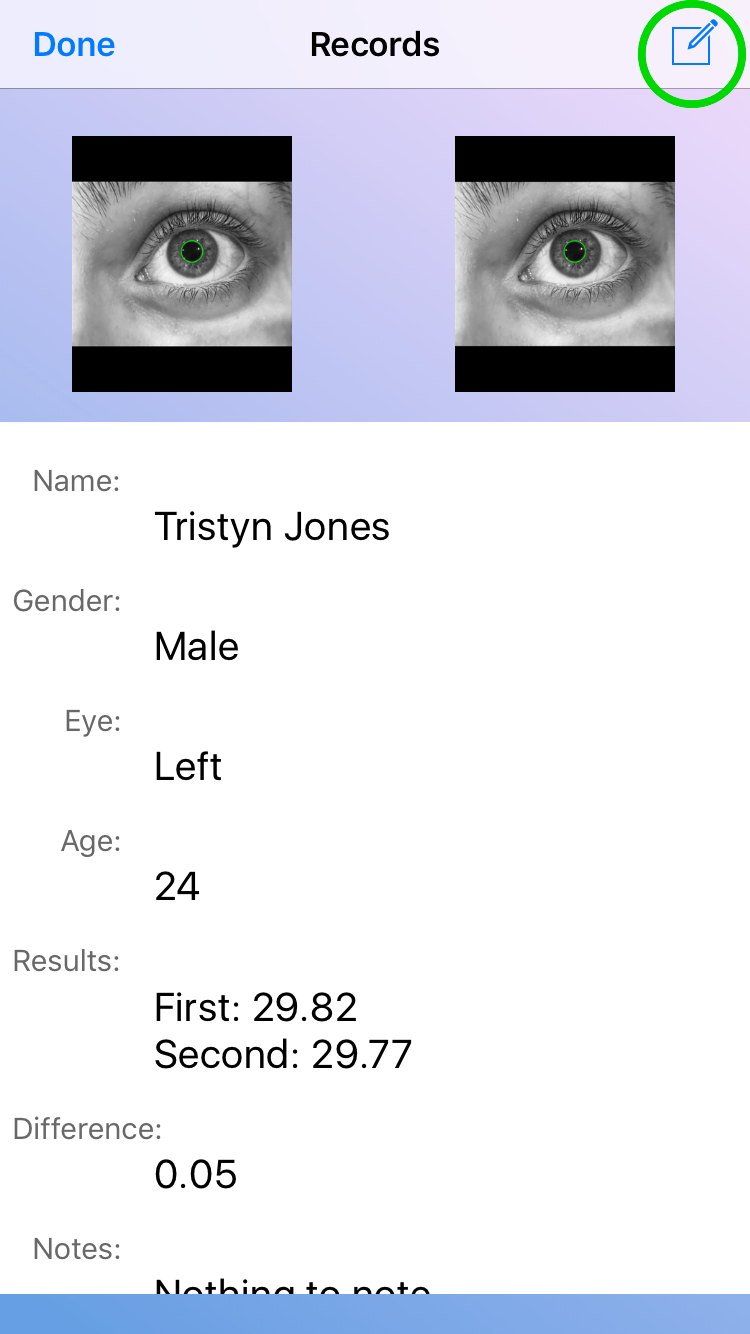 Done
Records
Name:
Tristyn Jones
Gender:
Male
Eye:
Left
Age:
24
Results:
First: 29.82
Second: 29.77
Difference:
0.05
Notes:
Nothing to note